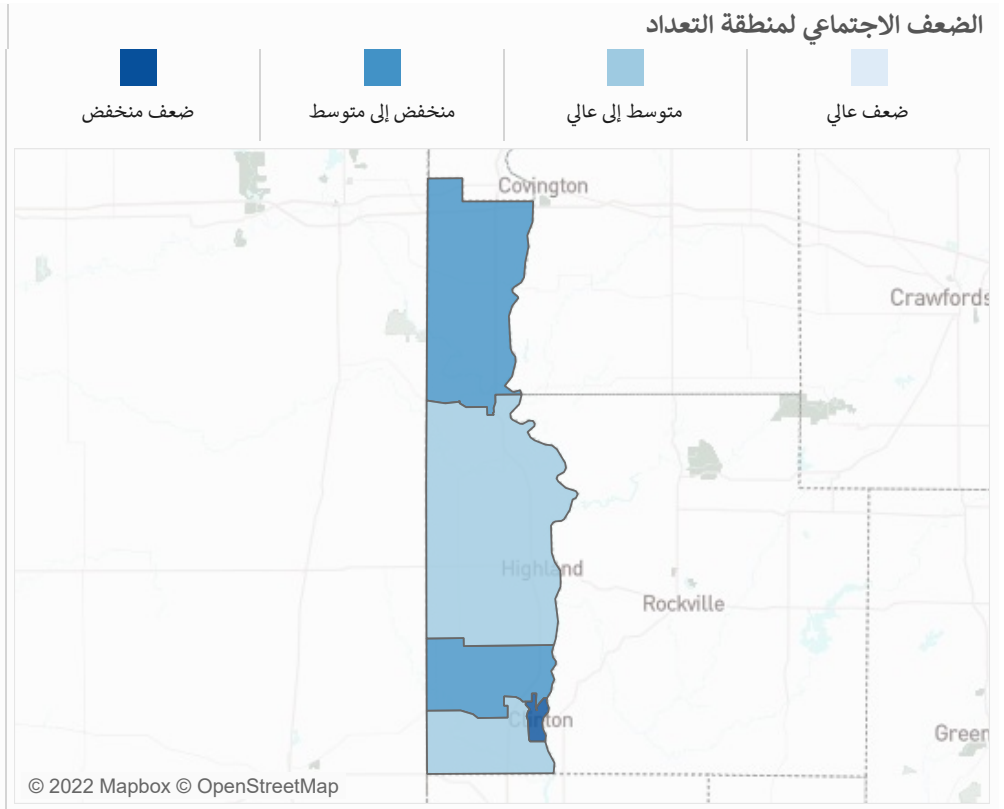 الضعف الاجتماعي لمنطقة التعداد
ضعف عالي
متوسط إلى عالي
منخفض إلى متوسط
ضعف منخفض
Covington
Crawfords
Highland
Rockville
Clinton
Green
© 2022 Mapbox © OpenStreetMap